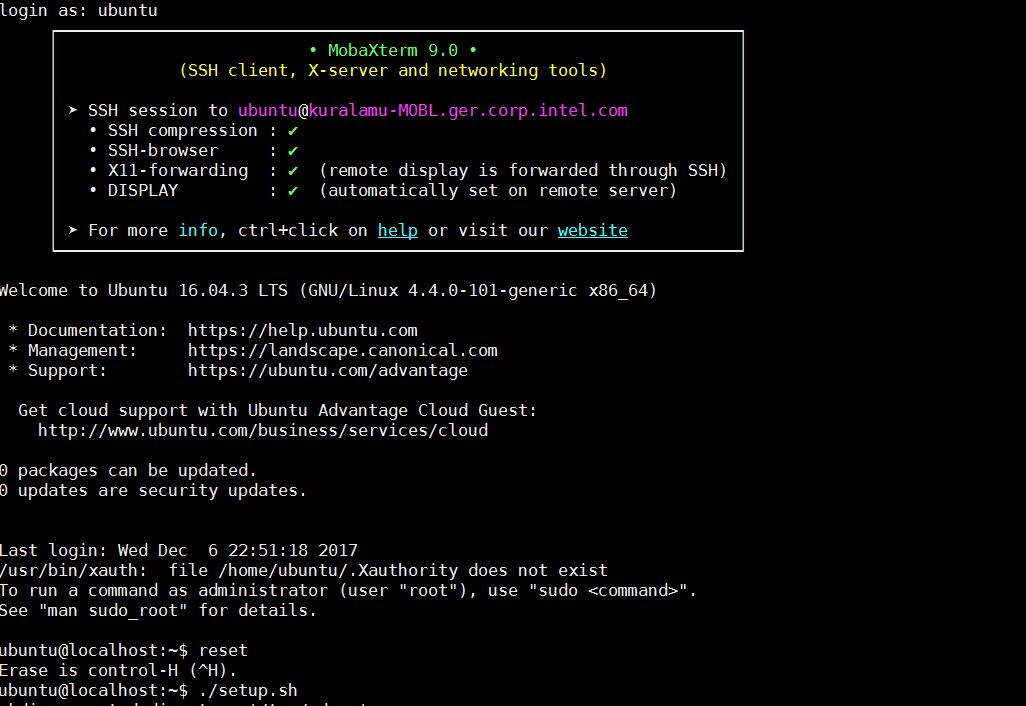 login as: ubuntu
• MobaXterm 9.0 •
(SSH client, X-server and networking tools)
➤ SSH session to ubuntu@kuralamu-MOBL.ger.corp.intel.com
• SSH compression : ✔
• SSH-browser     : ✔
• X11-forwarding  : ✔  (remote display is forwarded through SSH)
• DISPLAY         : ✔  (automatically set on remote server)
➤ For more info, ctrl+click on help or visit our website
Welcome to Ubuntu 16.04.3 LTS (GNU/Linux 4.4.0-101-generic x86_64)
* Documentation:  https://help.ubuntu.com
* Management:     https://landscape.canonical.com
* Support:        https://ubuntu.com/advantage
Get cloud support with Ubuntu Advantage Cloud Guest:
http://www.ubuntu.com/business/services/cloud
0 packages can be updated.
0 updates are security updates.
Last login: Wed Dec  6 22:51:18 2017
/usr/bin/xauth:  file /home/ubuntu/.Xauthority does not exist
To run a command as administrator (user "root"), use "sudo <command>".
See "man sudo_root" for details.
ubuntu@localhost:~$ reset
Erase is control-H (^H).
ubuntu@localhost:~$ ./setup.sh